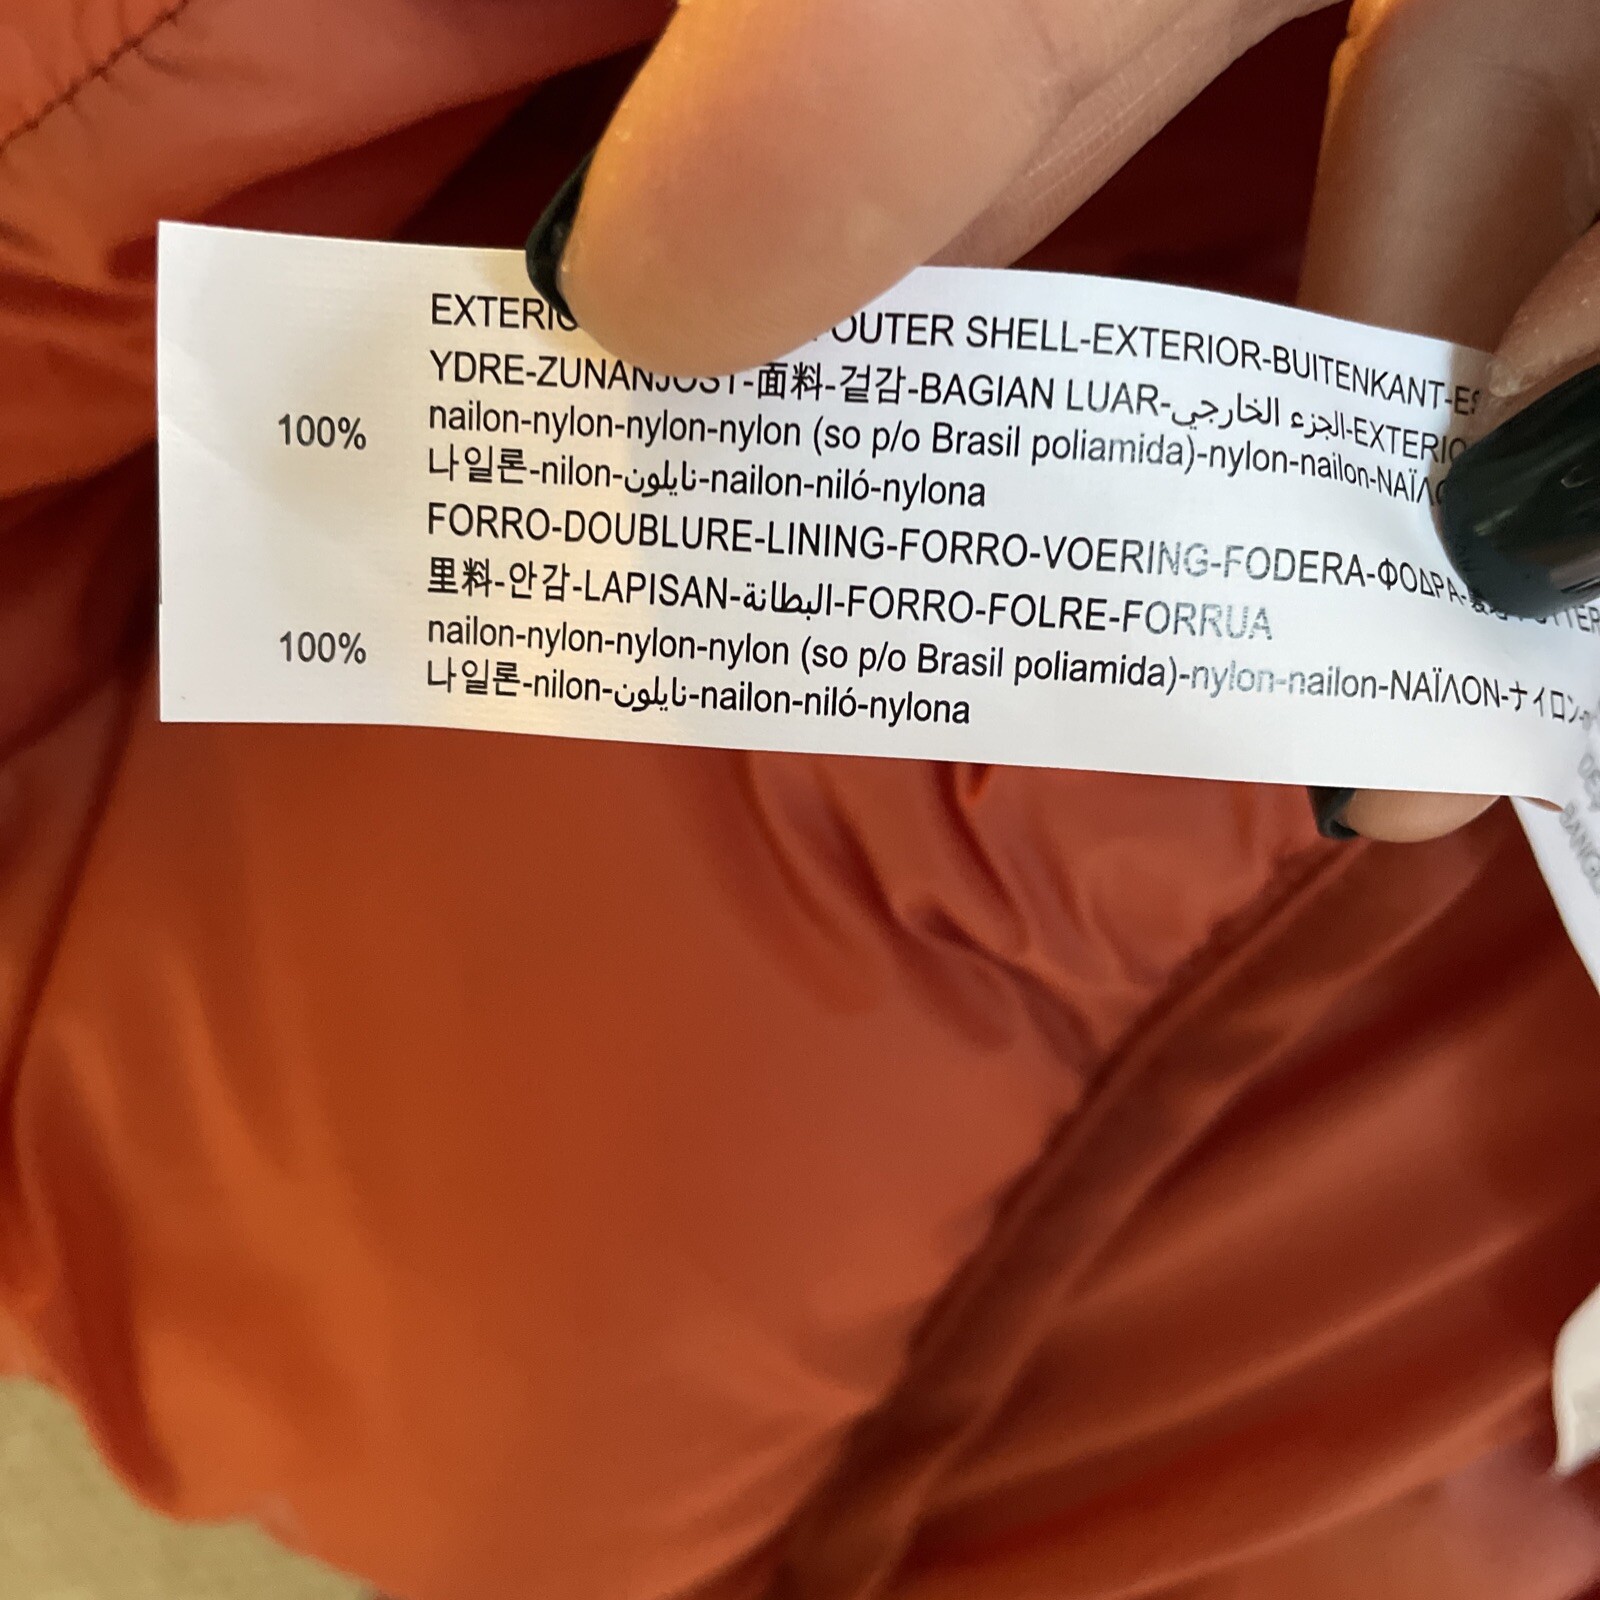 OUTER SHELL-EXTERIOR-BUITENKANT-
YDRE-ZUNANJOST-面料-겉감-BAGIAN LUAR-الجزء الخارجي-
100% nailon-nylon-nylon-nylon (so p/o Brasil poliamida)-nylon-nailon-
나일론-nilon-نايلون-nailon-niló-nylona
FORRO-DOUBLURE-LINING-FORRO-VOERING-FODERA-ΦΟΔΡΑ-
里料-안감-LAPISAN-البطانة-FORRO-FOLRE-FORRUA
100% nailon-nylon-nylon-nylon (so p/o Brasil poliamida)-nylon-nailon-ΝΑΪΛΟΝ-ナイロン-
나일론-nilon-نايلون-nailon-niló-nylona